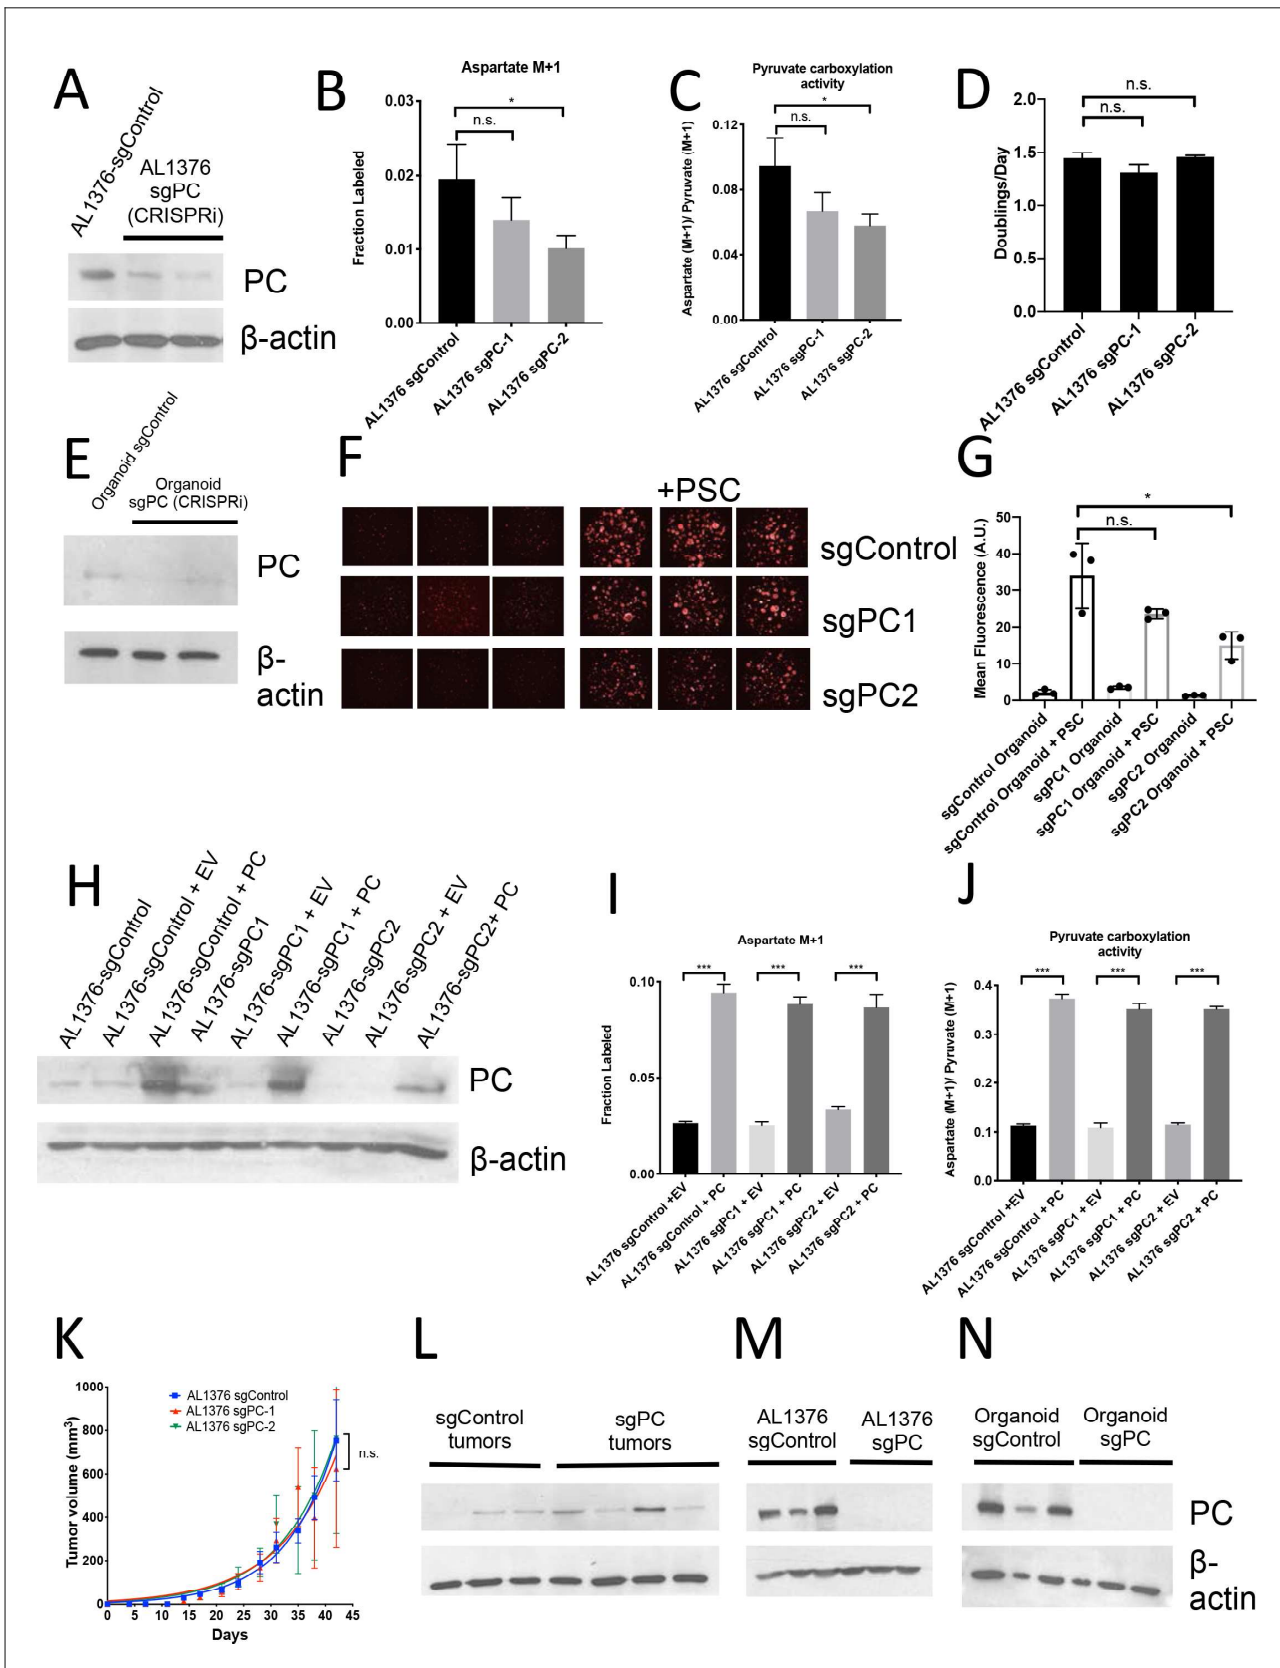 A
AL1376-sgControl
AL1376
sgPC
(CRISPRi)
PC
β-actin
B
Aspartate M+1
Fraction Labeled
0.03
0.02
0.01
0.00
n.s.
*
AL1376 sgControl
AL1376 sgPC-1
AL1376 sgPC-2
C
Pyruvate carboxylation
activity
Aspartate (M+1)/ Pyruvate (M+1)
0.12
0.08
0.04
0.00
n.s.
*
AL1376 sgControl
AL1376 sgPC-1
AL1376 sgPC-2
D
Doublings/Day
2.0
1.5
1.0
0.5
0.0
n.s.
n.s.
AL1376 sgControl
AL1376 sgPC-1
AL1376 sgPC-2
E
Organoid sgControl
Organoid
sgPC (CRISPRi)
PC
β-
actin
F
+PSC
sgControl
sgPC1
sgPC2
G
Mean Fluorescence (A.U.)
50
40
30
20
10
0
*
n.s.
sgControl Organoid
sgControl Organoid + PSC
sgPC1 Organoid
sgPC1 Organoid + PSC
sgPC2 Organoid
sgPC2 Organoid + PSC
H
AL1376-sgControl
AL1376-sgControl + EV
AL1376-sgControl + PC
AL1376-sgPC1
AL1376-sgPC1 + EV
AL1376-sgPC1 + PC
AL1376-sgPC2
AL1376-sgPC2 + EV
AL1376-sgPC2+ PC
PC
β-actin
I
Aspartate M+1
Fraction Labeled
0.10
0.05
0.00
***
***
***
AL1376 sgControl +EV
AL1376 sgControl + PC
AL1376 sgPC1 + EV
AL1376 sgPC1 + PC
AL1376 sgPC2 + EV
AL1376 sgPC2 + PC
J
Pyruvate carboxylation
activity
Aspartate (M+1)/ Pyruvate (M+1)
0.4
0.3
0.2
0.1
0.0
***
***
***
AL1376 sgControl +EV
AL1376 sgControl + PC
AL1376 sgPC1 + EV
AL1376 sgPC1 + PC
AL1376 sgPC2 + EV
AL1376 sgPC2 + PC
K
Tumor volume (mm³)
1000
800
600
400
200
0
AL1376 sgControl
AL1376 sgPC-1
AL1376 sgPC-2
n.s.
0 5 10 15 20 25 30 35 40 45
Days
L
sgControl
tumors
sgPC
tumors
M
AL1376
sgControl
AL1376
sgPC
N
Organoid
sgControl
Organoid
sgPC
PC
β-
actin